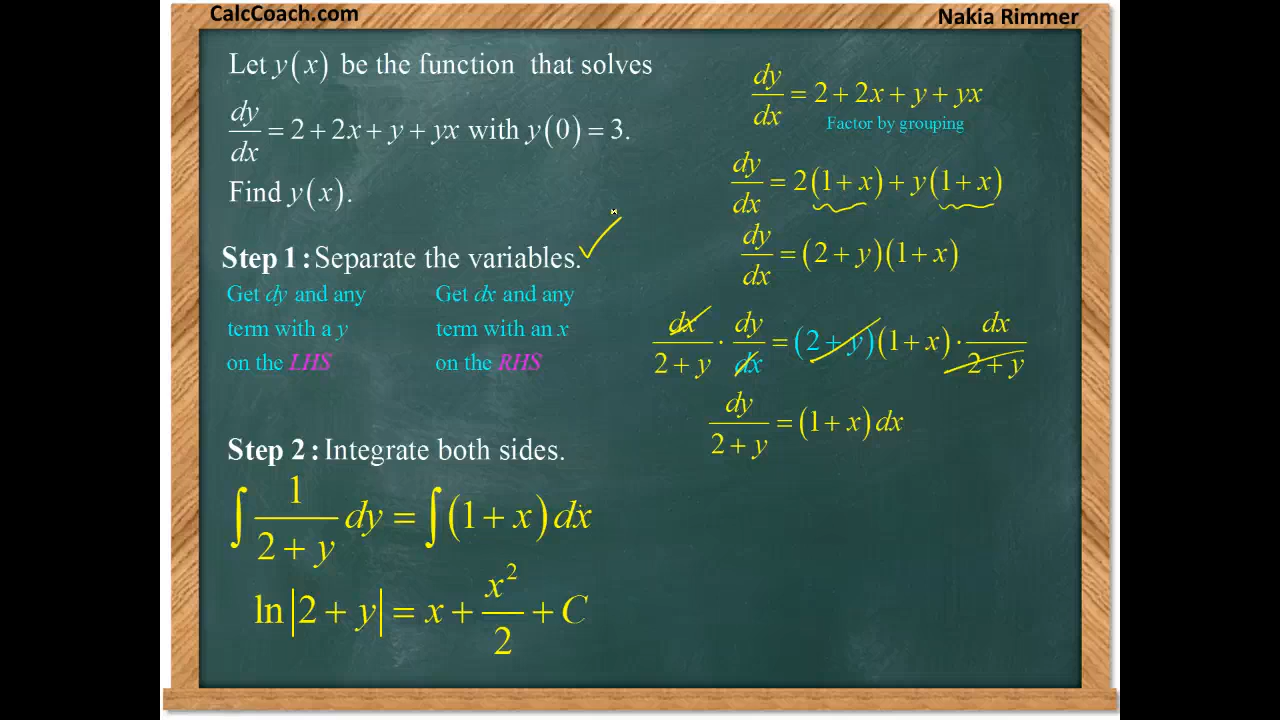 CalcCoach.com
Nakia Rimmer
Let y(x) be the function that solves
dy/dx = 2 + 2x + y + yx with y(0) = 3.
Find y(x).
Step 1: Separate the variables.
Get dy and any
term with a y
on the LHS
Get dx and any
term with an x
on the RHS
Step 2: Integrate both sides.
∫ 1/(2 + y) dy = ∫ (1 + x) dx
ln|2 + y| = x + x²/2 + C
dy/dx = 2 + 2x + y + yx
Factor by grouping
dy/dx = 2(1 + x) + y(1 + x)
dy/dx = (2 + y)(1 + x)
dx/(2 + y) · dy/dx = (2 + y)(1 + x) · dx/(2 + y)
dy/(2 + y) = (1 + x) dx